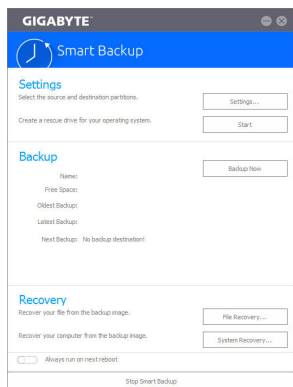 GIGABYTE™
Smart Backup
Settings
Select the source and destination partitions.
Settings...
Create a rescue drive for your operating system.
Start
Backup
Backup Now
Name:
Free Space:
Oldest Backup:
Latest Backup:
Next Backup: No backup destination!
Recovery
Recover your file from the backup image.
File Recovery...
Recover your computer from the backup image.
System Recovery...
Always run on next reboot
Stop Smart Backup